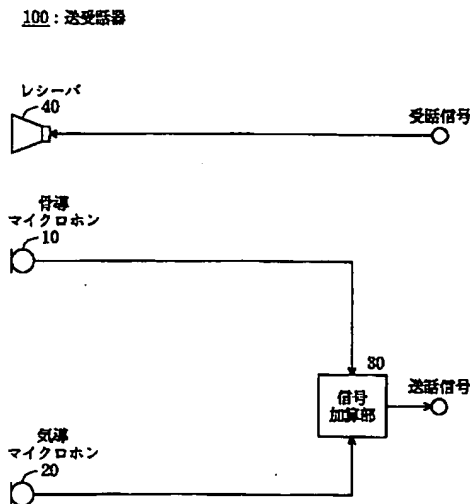 100：送受話器
レシーバ
40
受話信号
骨導
マイクロホン
10
30
信号
加算部
送話信号
気導
マイクロホン
20